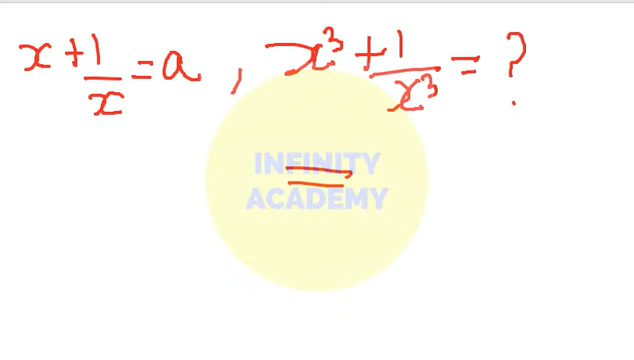 x + 1/x = a , x³ + 1/x³ = ?
INFINITY
ACADEMY